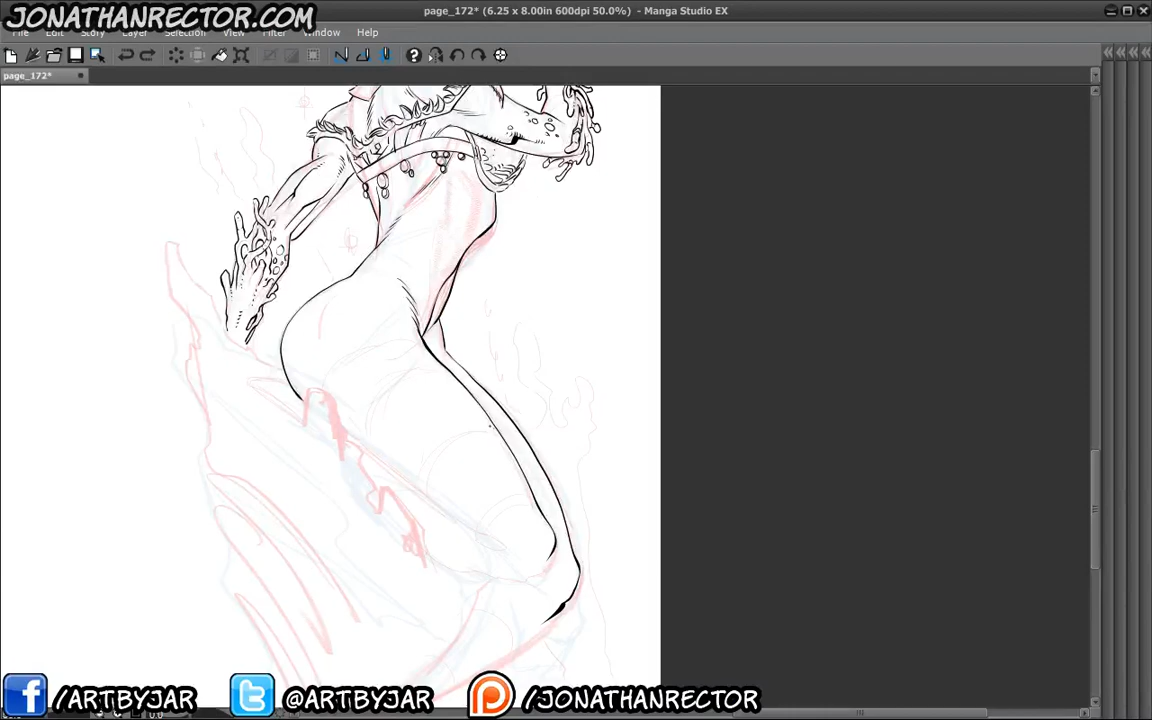 JONATHANRECTOR.COM
page_172* (6.25 x 8.00in 600dpi 50.0%) - Manga Studio EX
File Edit Story Layer Selection View Filter Window Help
page_172*
/ARTBYJAR @ARTBYJAR /JONATHANRECTOR